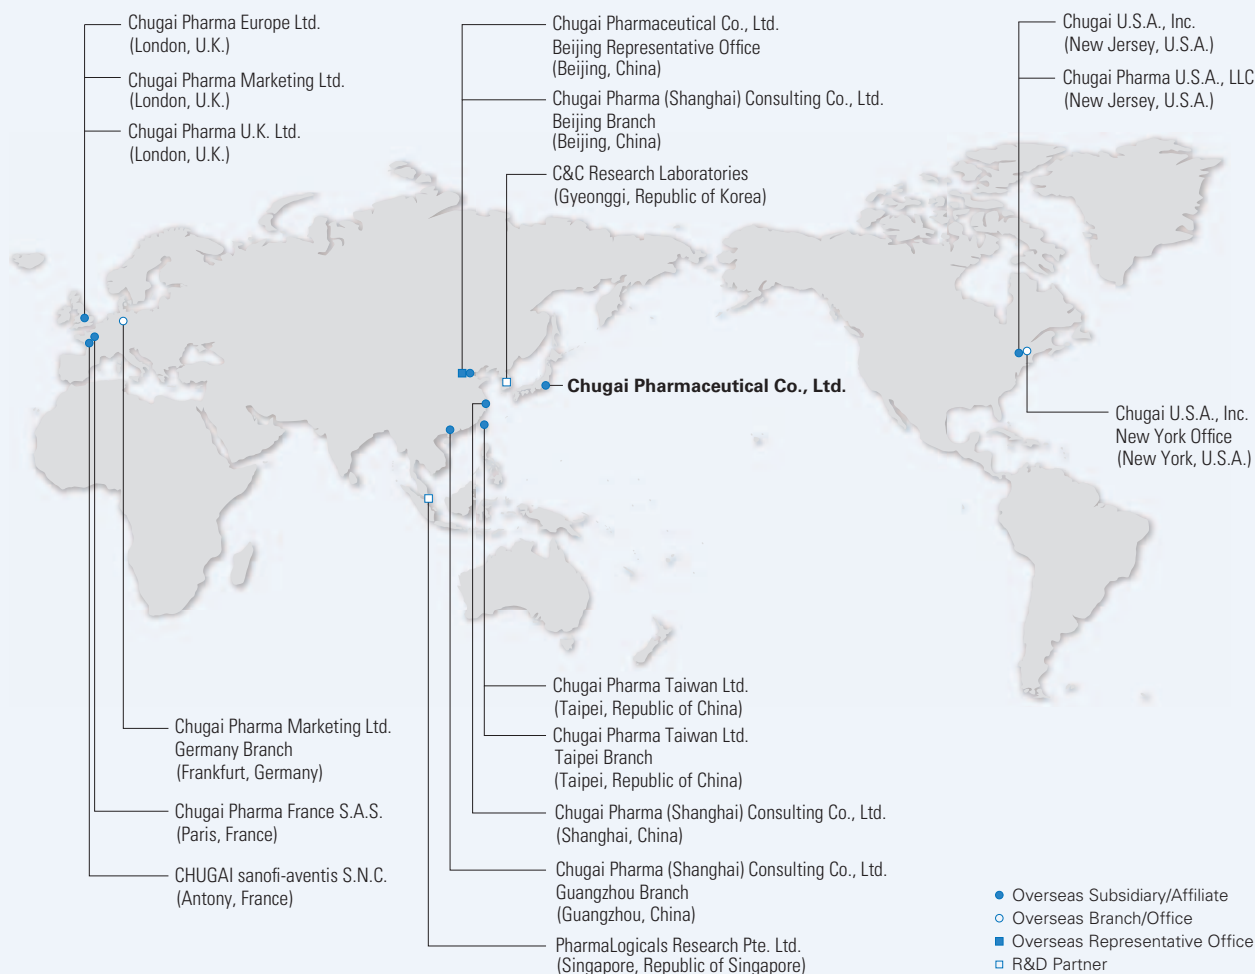 Chugai Pharma Europe Ltd.
(London, U.K.)
Chugai Pharma Marketing Ltd.
(London, U.K.)
Chugai Pharma U.K. Ltd.
(London, U.K.)
Chugai Pharmaceutical Co., Ltd.
Beijing Representative Office
(Beijing, China)
Chugai Pharma (Shanghai) Consulting Co., Ltd.
Beijing Branch
(Beijing, China)
C&C Research Laboratories
(Gyeonggi, Republic of Korea)
Chugai U.S.A., Inc.
(New Jersey, U.S.A.)
Chugai Pharma U.S.A., LLC
(New Jersey, U.S.A.)
Chugai Pharmaceutical Co., Ltd.
Chugai U.S.A., Inc.
New York Office
(New York, U.S.A.)
Chugai Pharma Marketing Ltd.
Germany Branch
(Frankfurt, Germany)
Chugai Pharma France S.A.S.
(Paris, France)
CHUGAI sanofi-aventis S.N.C.
(Antony, France)
Chugai Pharma Taiwan Ltd.
(Taipei, Republic of China)
Chugai Pharma Taiwan Ltd.
Taipei Branch
(Taipei, Republic of China)
Chugai Pharma (Shanghai) Consulting Co., Ltd.
(Shanghai, China)
Chugai Pharma (Shanghai) Consulting Co., Ltd.
Guangzhou Branch
(Guangzhou, China)
PharmaLogicals Research Pte. Ltd.
(Singapore, Republic of Singapore)
Overseas Subsidiary/Affiliate
Overseas Branch/Office
Overseas Representative Office
R&D Partner